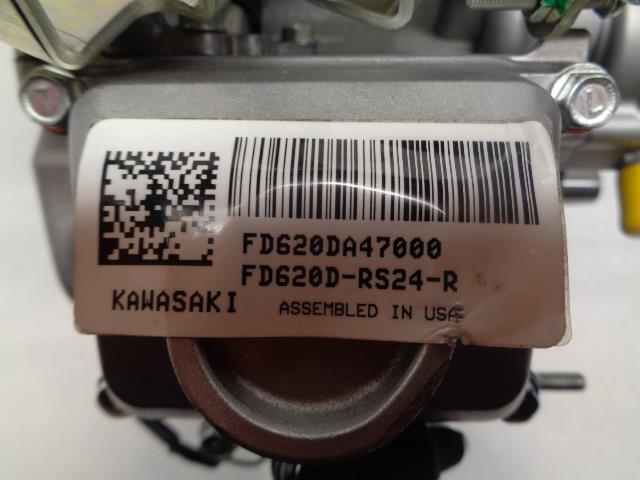 FD620DA47000
FD620D-RS24-R
KAWASAKI ASSEMBLED IN USA